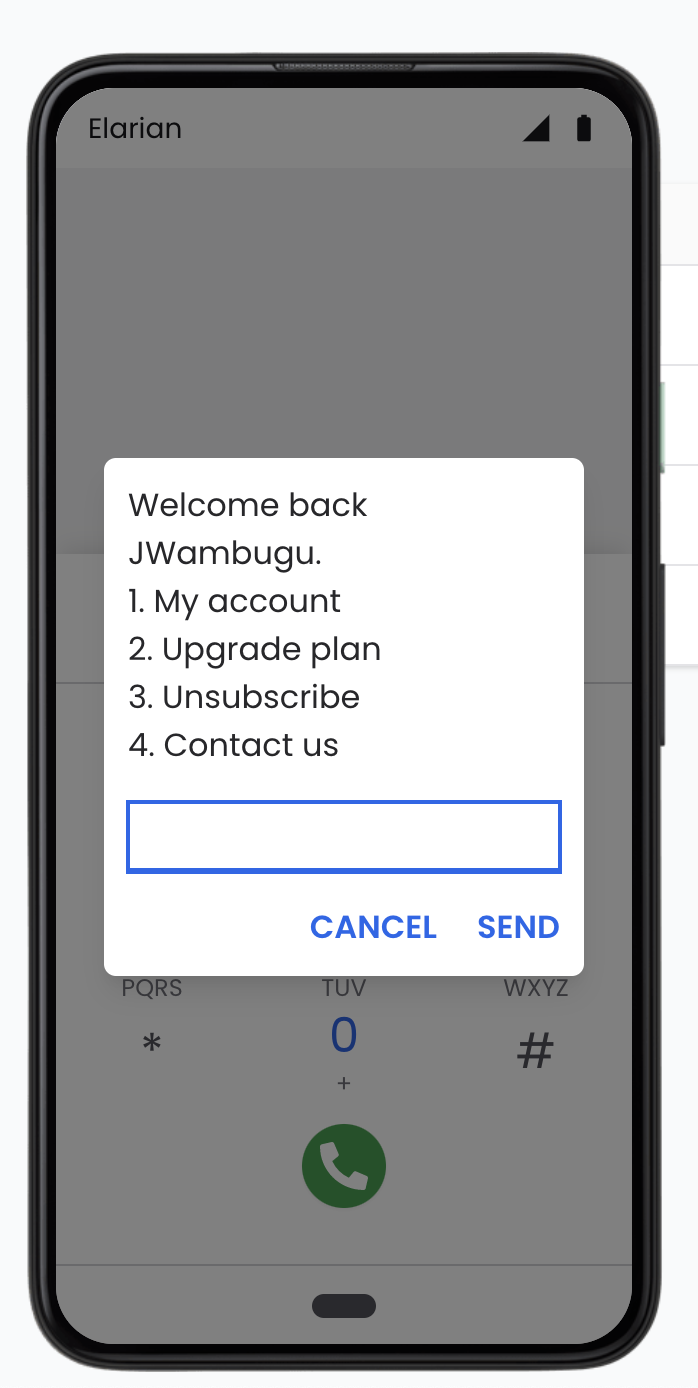 Elarian
Welcome back
JWambugu.
1. My account
2. Upgrade plan
3. Unsubscribe
4. Contact us
CANCEL SEND
PQRS TUV WXYZ
* 0 #
+